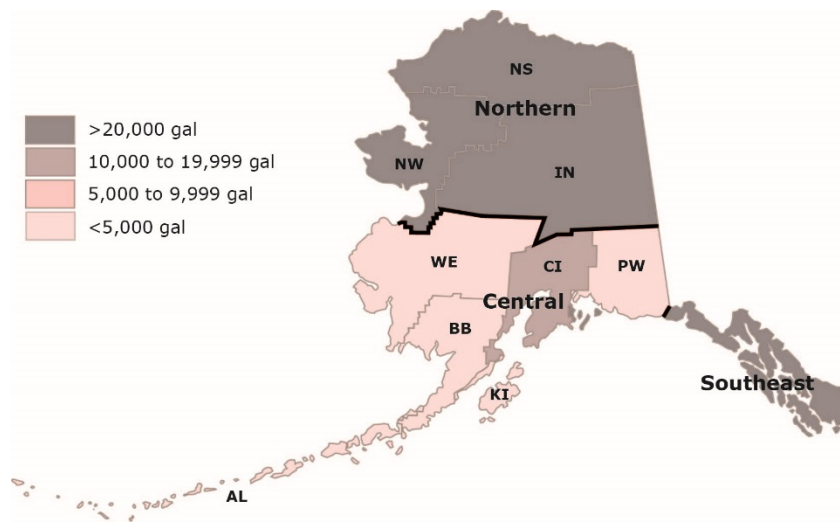 >20,000 gal
10,000 to 19,999 gal
5,000 to 9,999 gal
<5,000 gal
NS
Northern
NW
IN
WE
CI
PW
Central
BB
KI
Southeast
AL